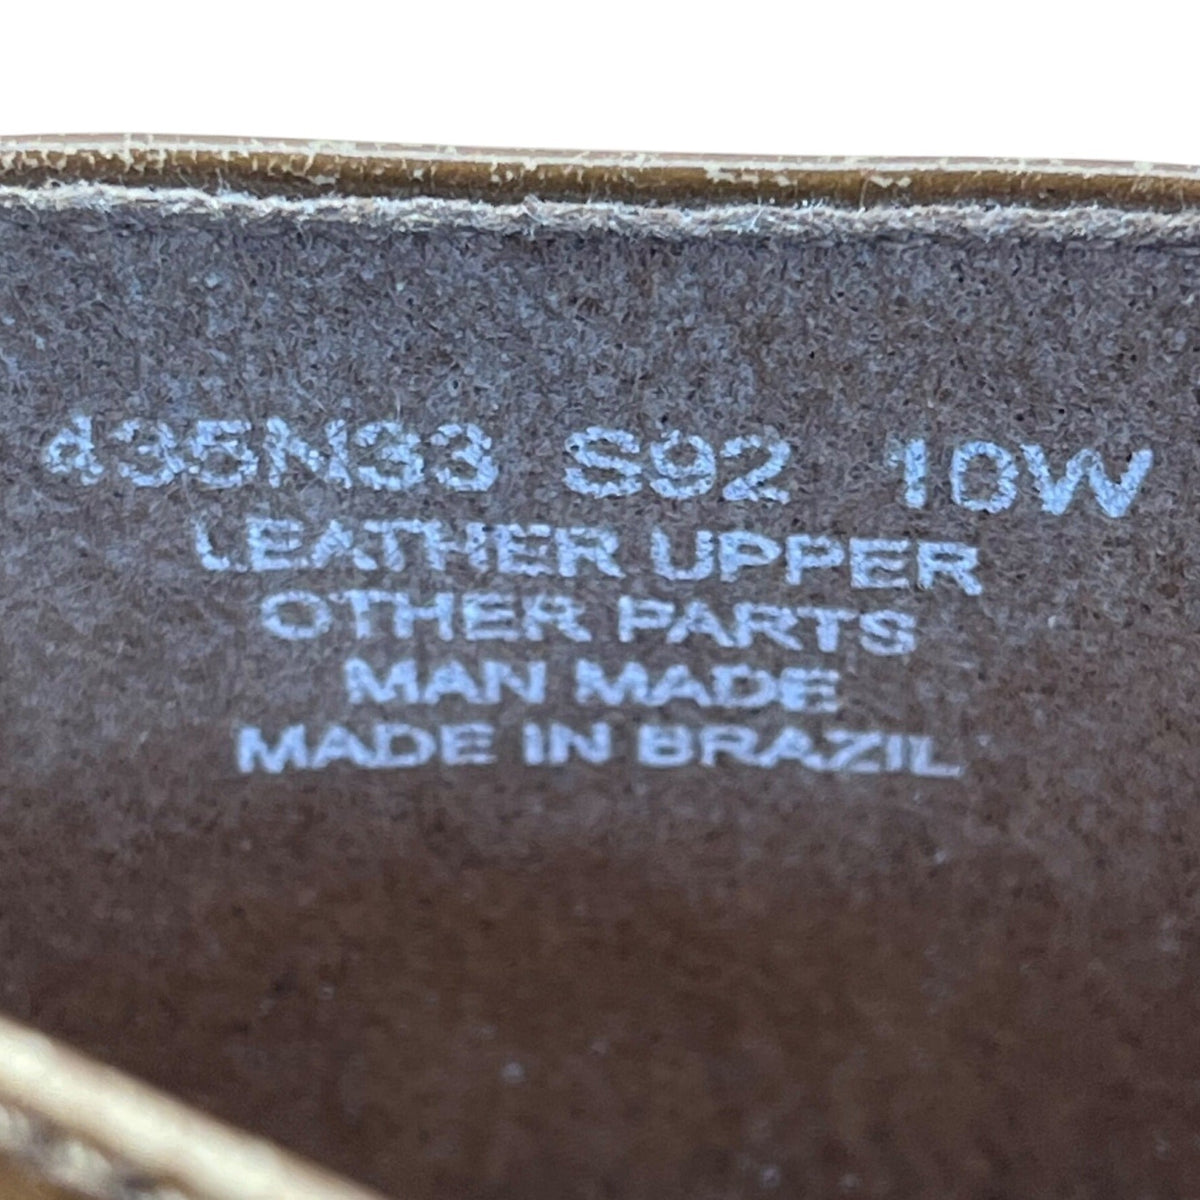 435N33 S92 10W
LEATHER UPPER
OTHER PARTS
MAN MADE
MADE IN BRAZIL